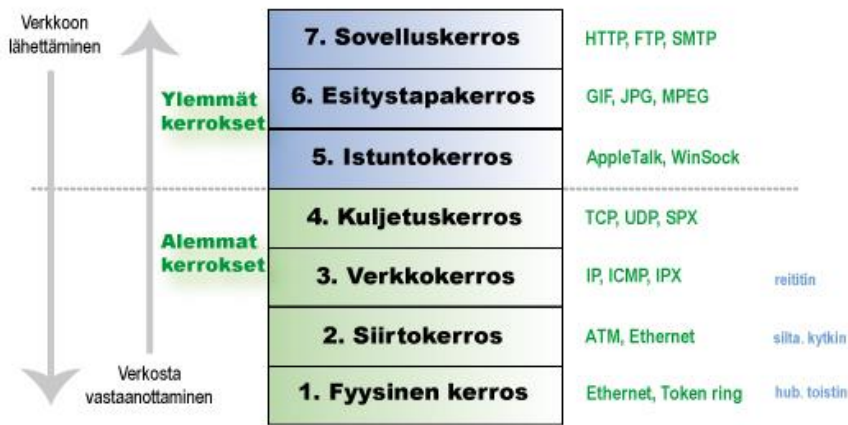 Verkkoon
lähettäminen
7. Sovelluskerros
HTTP, FTP, SMTP
Ylemmät
kerrokset
6. Esitystapakerros
GIF, JPG, MPEG
5. Istuntokerros
AppleTalk, WinSock
Alemmat
kerrokset
4. Kuljetuskerros
TCP, UDP, SPX
3. Verkkokerros
IP, ICMP, IPX
reititin
2. Siirtokerros
ATM, Ethernet
silta. kytkin
Verkosta
vastaanottaminen
1. Fyysinen kerros
Ethernet, Token ring
hub. toistin